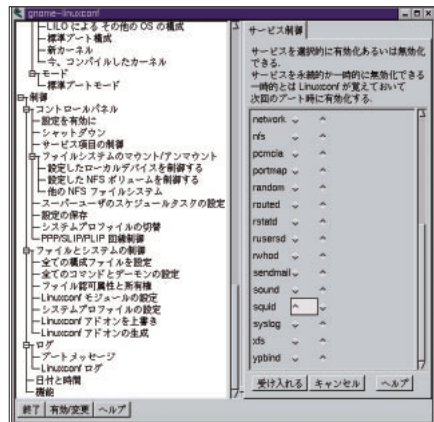 gnome-linuxconf
LILO による その他の OS の構成
標準ブート構成
新カーネル
今、コンパイルしたカーネル
モード
標準ブートモード
制御
コントロールパネル
設定を有効に
シャットダウン
サービス項目の制御
ファイルシステムのマウント/アンマウント
設定したローカルデバイスを制御する
設定した NFS ボリュームを制御する
他の NFS ファイルシステム
スーパーユーザのスケジュールタスクの設定
設定の保存
システムプロファイルの切替
PPP/SLIP/PLIP 回線制御
ファイルとシステムの制御
全ての構成ファイルを設定
全てのコマンドとデーモンの設定
ファイル認可属性と所有権
Linuxconf モジュールの設定
システムプロファイルの設定
Linuxconf アドオンを上書き
Linuxconf アドオンの生成
ログ
ブートメッセージ
Linuxconf ログ
日付と時間
機能
サービス制御
サービスを選択的に有効化あるいは無効化
できる.
サービスを永続的か一時的に無効化できる
一時的とは Linuxconf が覚えておいて
次回のブート時に有効化する.
network
nfs
pcmcia
portmap
random
routed
rstatd
rusersd
rwhod
sendmail
sound
squid
syslog
xfs
ypbind
受け入れる キャンセル ヘルプ
終了 有効/変更 ヘルプ